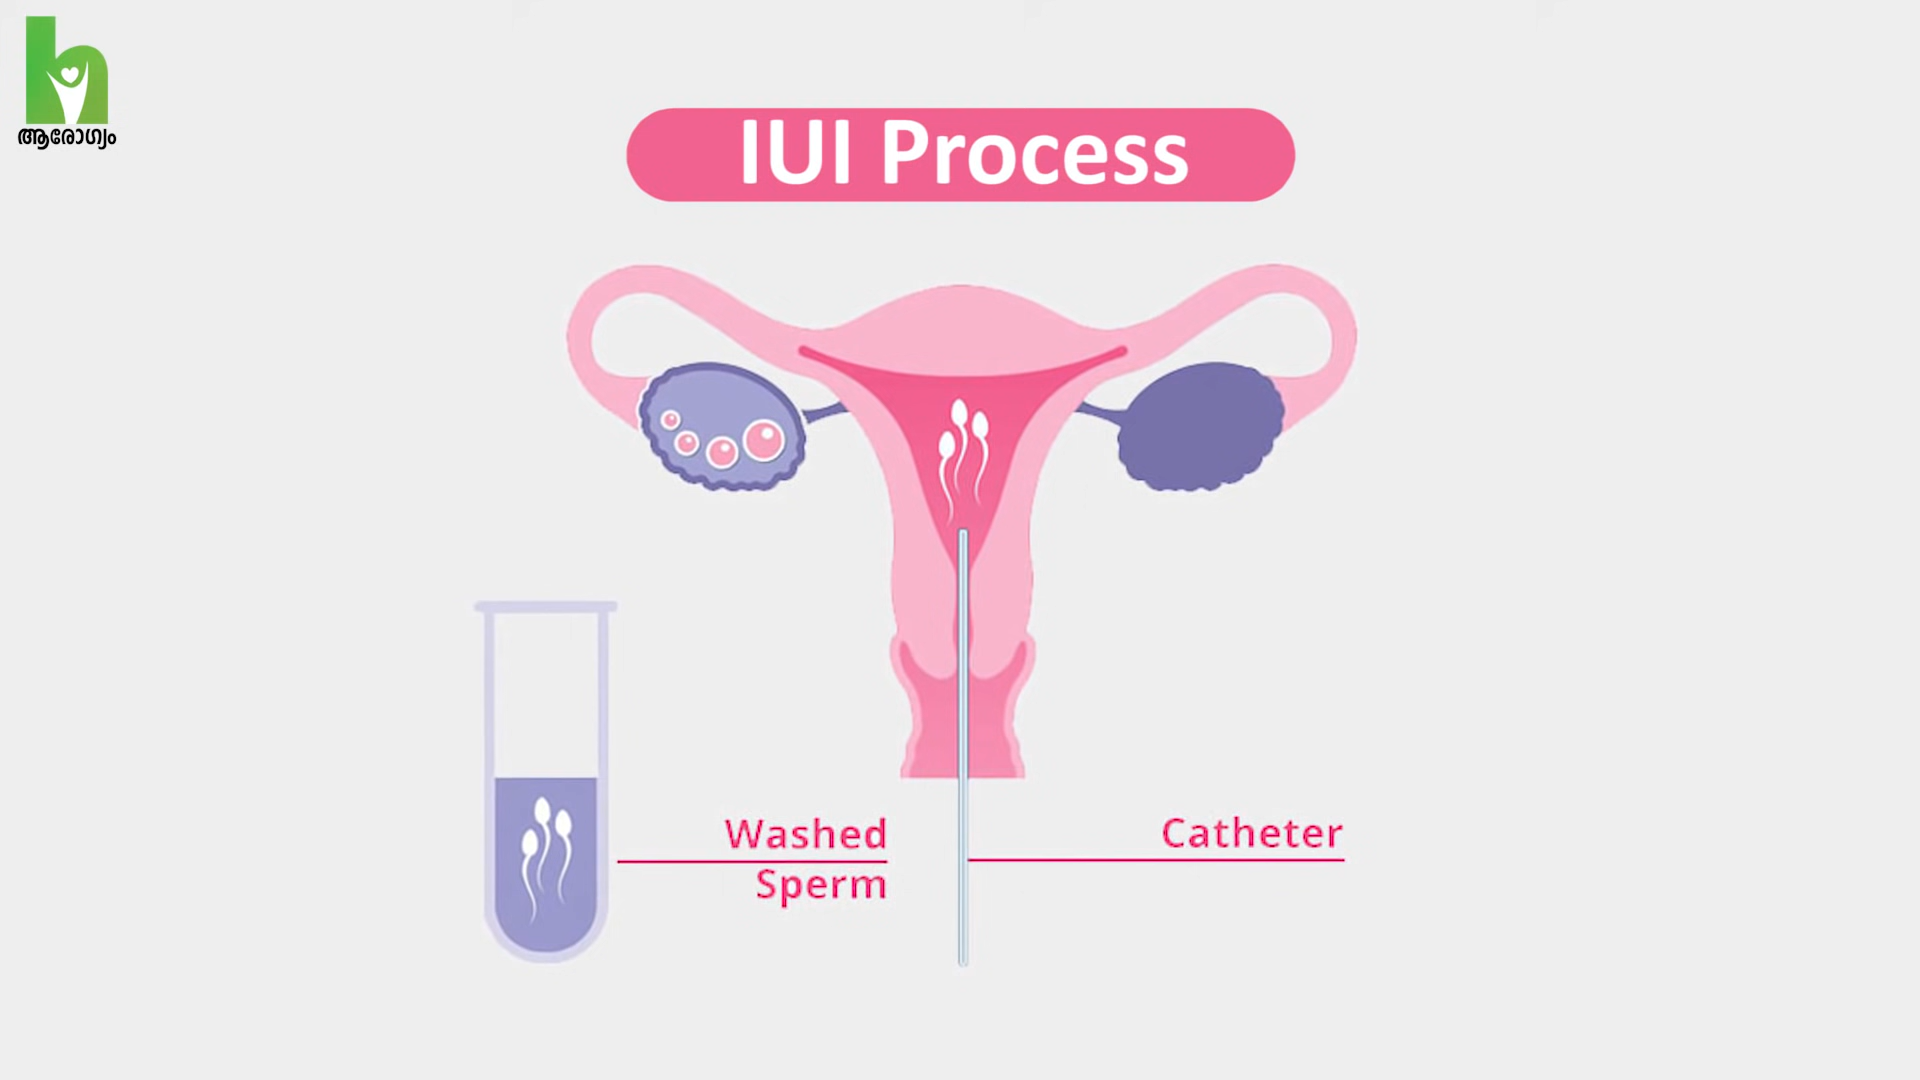 ആരോഗ്യം
IUI Process
Washed
Sperm
Catheter